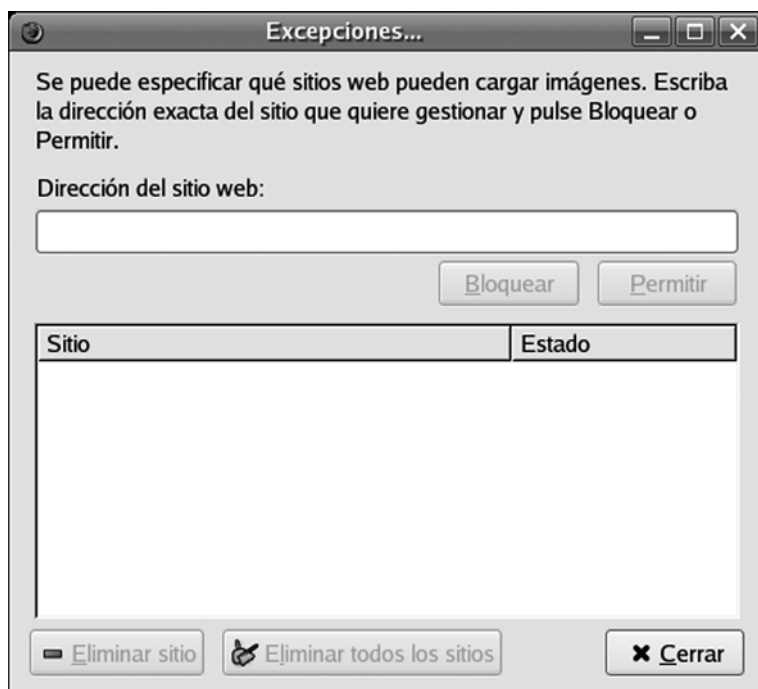 Excepciones...
Se puede especificar qué sitios web pueden cargar imágenes. Escriba
la dirección exacta del sitio que quiere gestionar y pulse Bloquear o
Permitir.
Dirección del sitio web:
Bloquear
Permitir
Sitio
Estado
Eliminar sitio
Eliminar todos los sitios
Cerrar